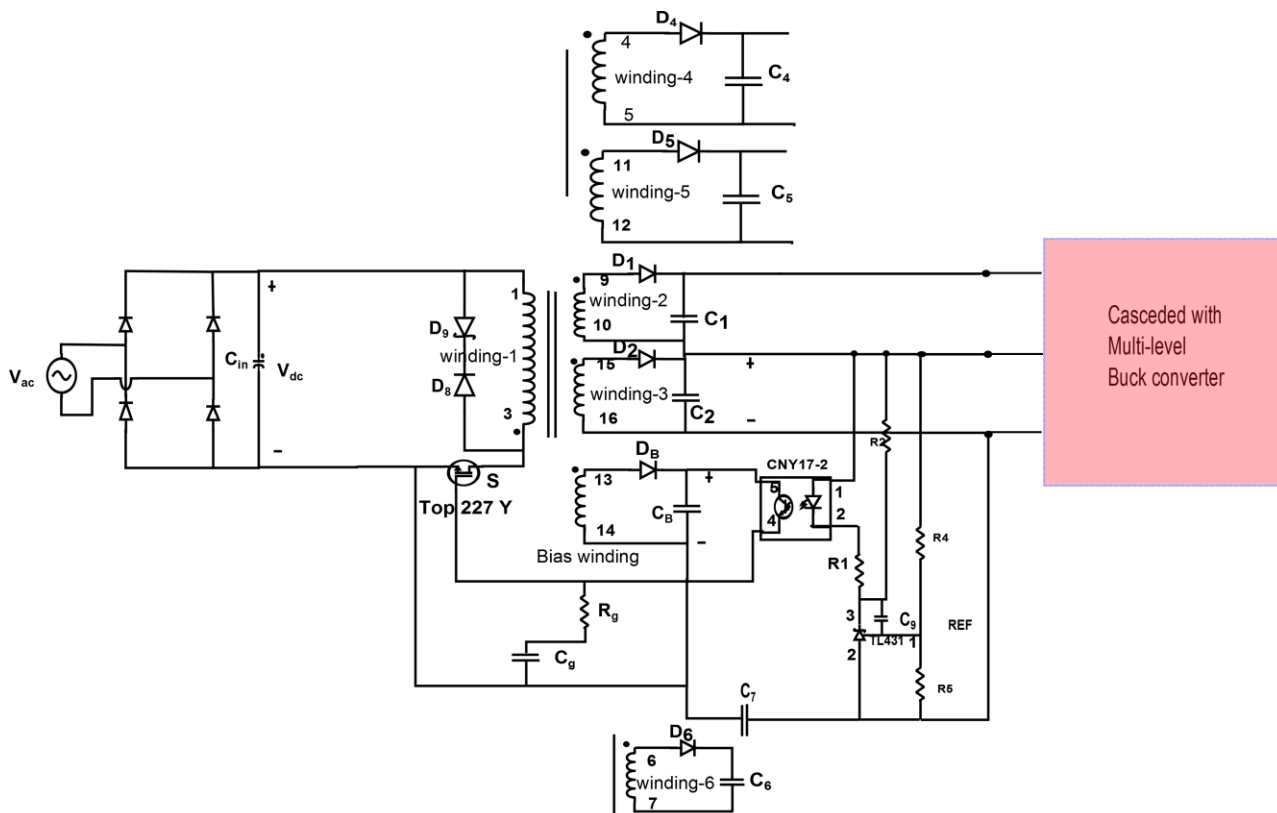 D4
4
winding-4
C4
5
D5
11
winding-5
C5
12
D1
9
winding-2
10
C1
D2
15
winding-3
16
C2
+
−
1
D9
winding-1
D8
3
+
Cin
Vdc
−
Vac
S
Top 227 Y
DB
13
CB
14
+
−
Bias winding
CNY17-2
5
4
1
2
R2
R1
R4
3
C9
REF
TL431
1
2
R5
Rg
Cg
C7
D6
6
winding-6
C6
7
Casceded with
Multi-level
Buck converter